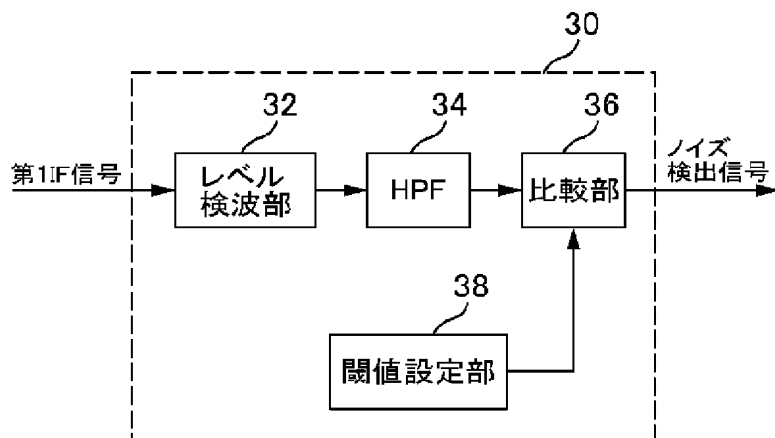 30
32
34
36
第1IF信号
レベル
検波部
HPF
比較部
ノイズ
検出信号
38
閾値設定部